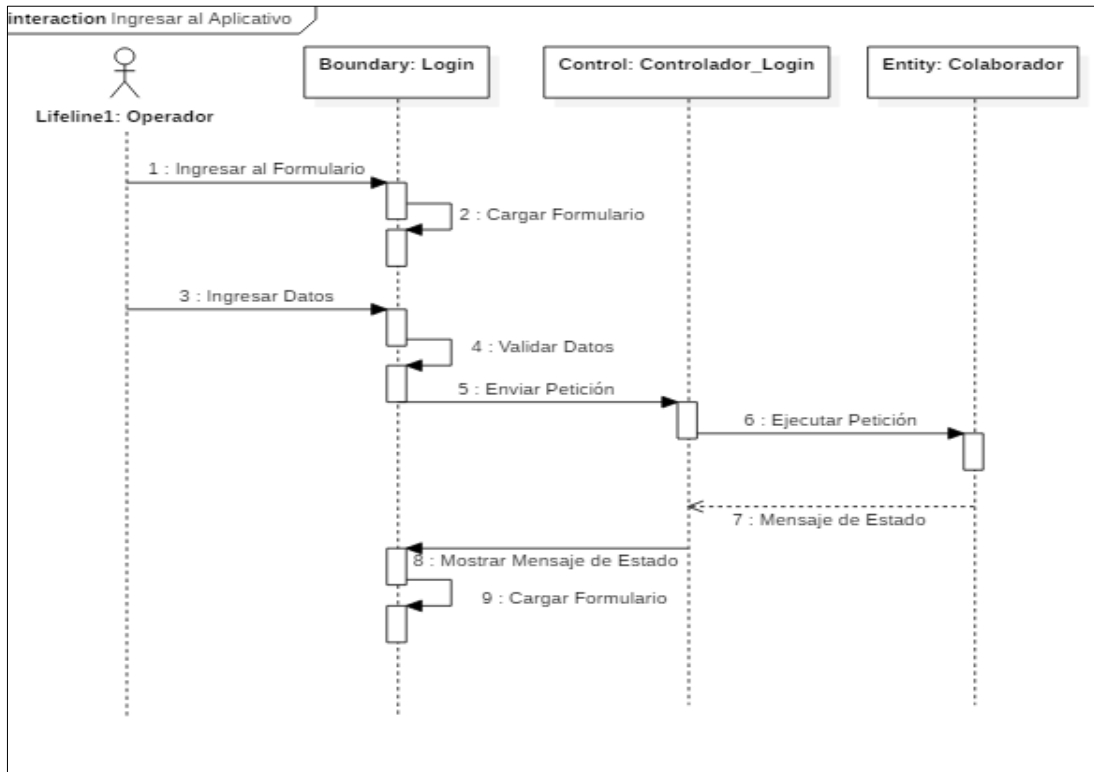 interaction Ingresar al Aplicativo
Boundary: Login
Control: Controlador_Login
Entity: Colaborador
Lifeline1: Operador
1 : Ingresar al Formulario
2 : Cargar Formulario
3 : Ingresar Datos
4 : Validar Datos
5 : Enviar Petición
6 : Ejecutar Petición
7 : Mensaje de Estado
8 : Mostrar Mensaje de Estado
9 : Cargar Formulario